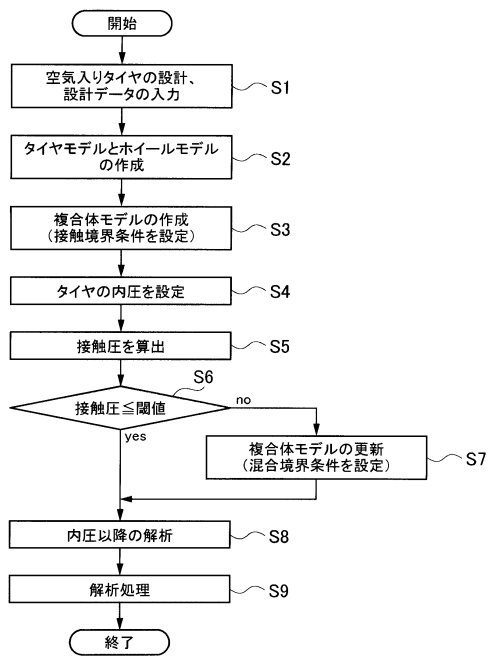 開始
空気入りタイヤの設計、
設計データの入力
S1
タイヤモデルとホイールモデル
の作成
S2
複合体モデルの作成
(接触境界条件を設定)
S3
タイヤの内圧を設定
S4
接触圧を算出
S5
S6
接触圧≦閾値
no
yes
複合体モデルの更新
(混合境界条件を設定)
S7
内圧以降の解析
S8
解析処理
S9
終了